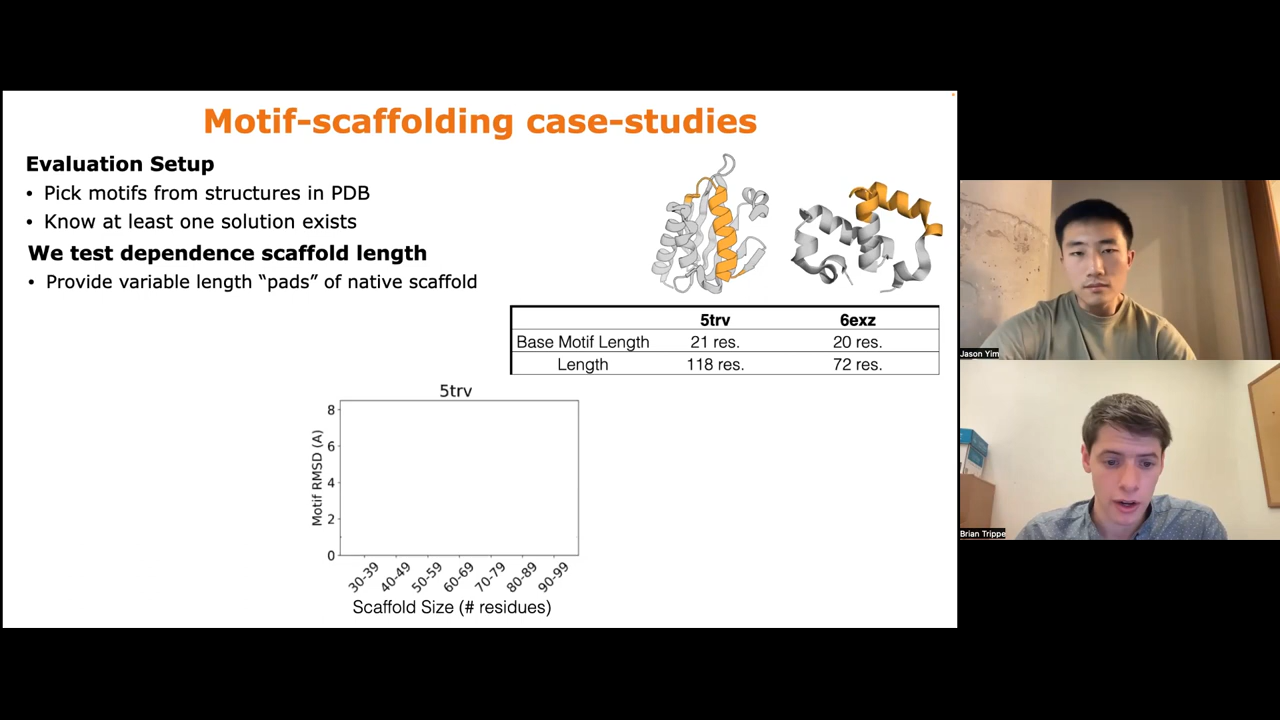 Motif-scaffolding case-studies
Evaluation Setup
• Pick motifs from structures in PDB
• Know at least one solution exists
We test dependence scaffold length
• Provide variable length “pads” of native scaffold
5trv 6exz
Base Motif Length 21 res. 20 res.
Length 118 res. 72 res.
5trv
Motif RMSD (A)
8
6
4
2
0
30-39 40-49 50-59 60-69 70-79 80-89 90-99
Scaffold Size (# residues)
Jason Yim
Brian Trippe